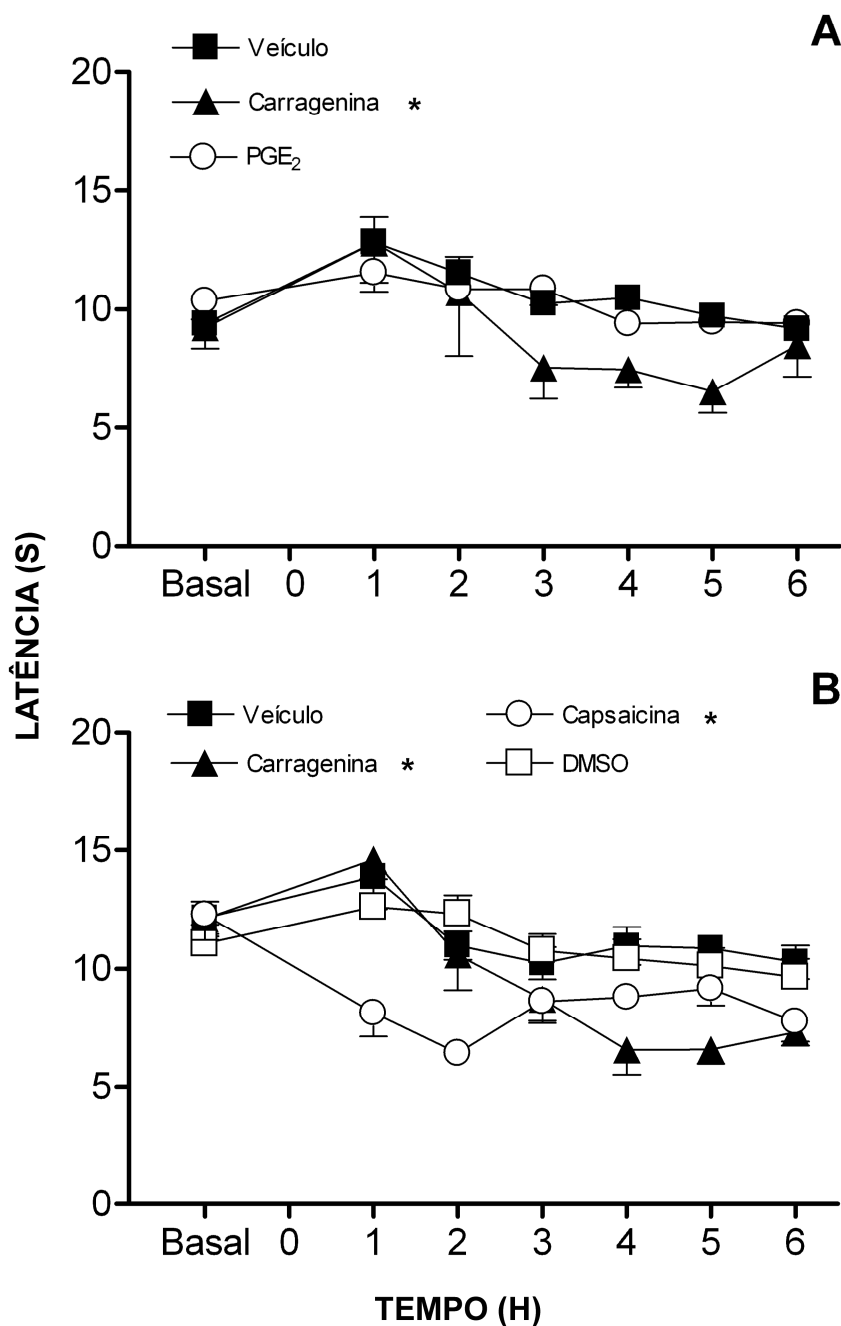 A
Veículo
Carragenina *
PGE₂
20
15
10
5
0
Basal 0 1 2 3 4 5 6
LATÊNCIA (S)
B
Veículo Capsaicina *
Carragenina * DMSO
20
15
10
5
0
Basal 0 1 2 3 4 5 6
TEMPO (H)